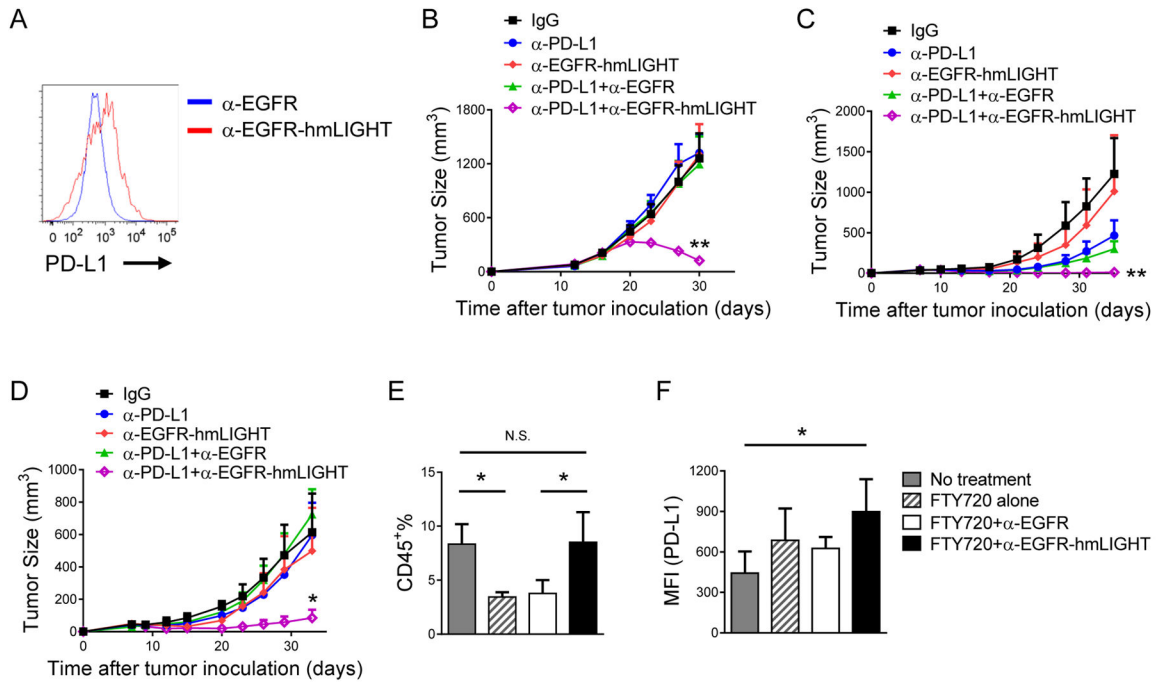 A
α-EGFR
α-EGFR-hmLIGHT
0 10² 10³ 10⁴ 10⁵
PD-L1
B
IgG
α-PD-L1
α-EGFR-hmLIGHT
α-PD-L1+α-EGFR
α-PD-L1+α-EGFR-hmLIGHT
Tumor Size (mm³)
1800
1200
600
0
**
0 10 20 30
Time after tumor inoculation (days)
C
IgG
α-PD-L1
α-EGFR-hmLIGHT
α-PD-L1+α-EGFR
α-PD-L1+α-EGFR-hmLIGHT
Tumor Size (mm³)
2000
1500
1000
500
0
**
0 10 20 30
Time after tumor inoculation (days)
D
IgG
α-PD-L1
α-EGFR-hmLIGHT
α-PD-L1+α-EGFR
α-PD-L1+α-EGFR-hmLIGHT
Tumor Size (mm³)
1000
800
600
400
200
0
*
0 10 20 30
Time after tumor inoculation (days)
E
N.S.
* *
CD45⁺%
15
10
5
0
F
*
MFI (PD-L1)
1200
900
600
300
0
No treatment
FTY720 alone
FTY720+α-EGFR
FTY720+α-EGFR-hmLIGHT